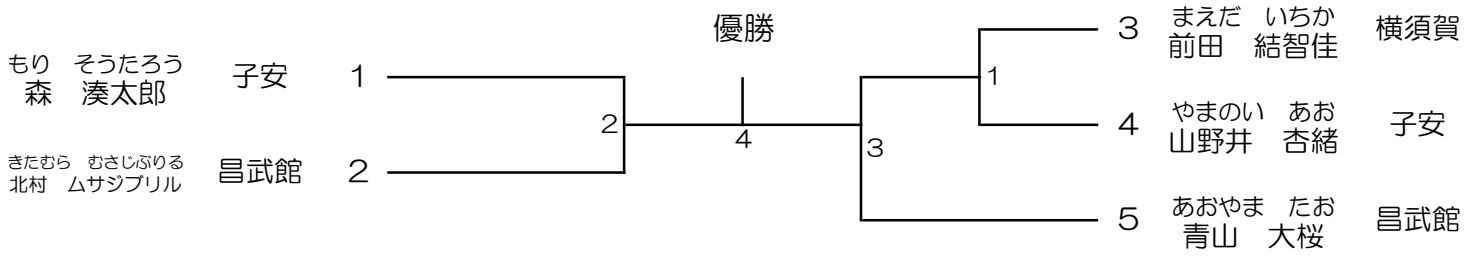 優勝
もり　そうたろう
森　湊太郎　子安　1
きたむら　むさじぶりる
北村　ムサジブリル　昌武館　2
2
4
3
1
まえだ　いちか
3　前田　結智佳　横須賀
やまのい　あお
4　山野井　杏緒　子安
あおやま　たお
5　青山　大桜　昌武館